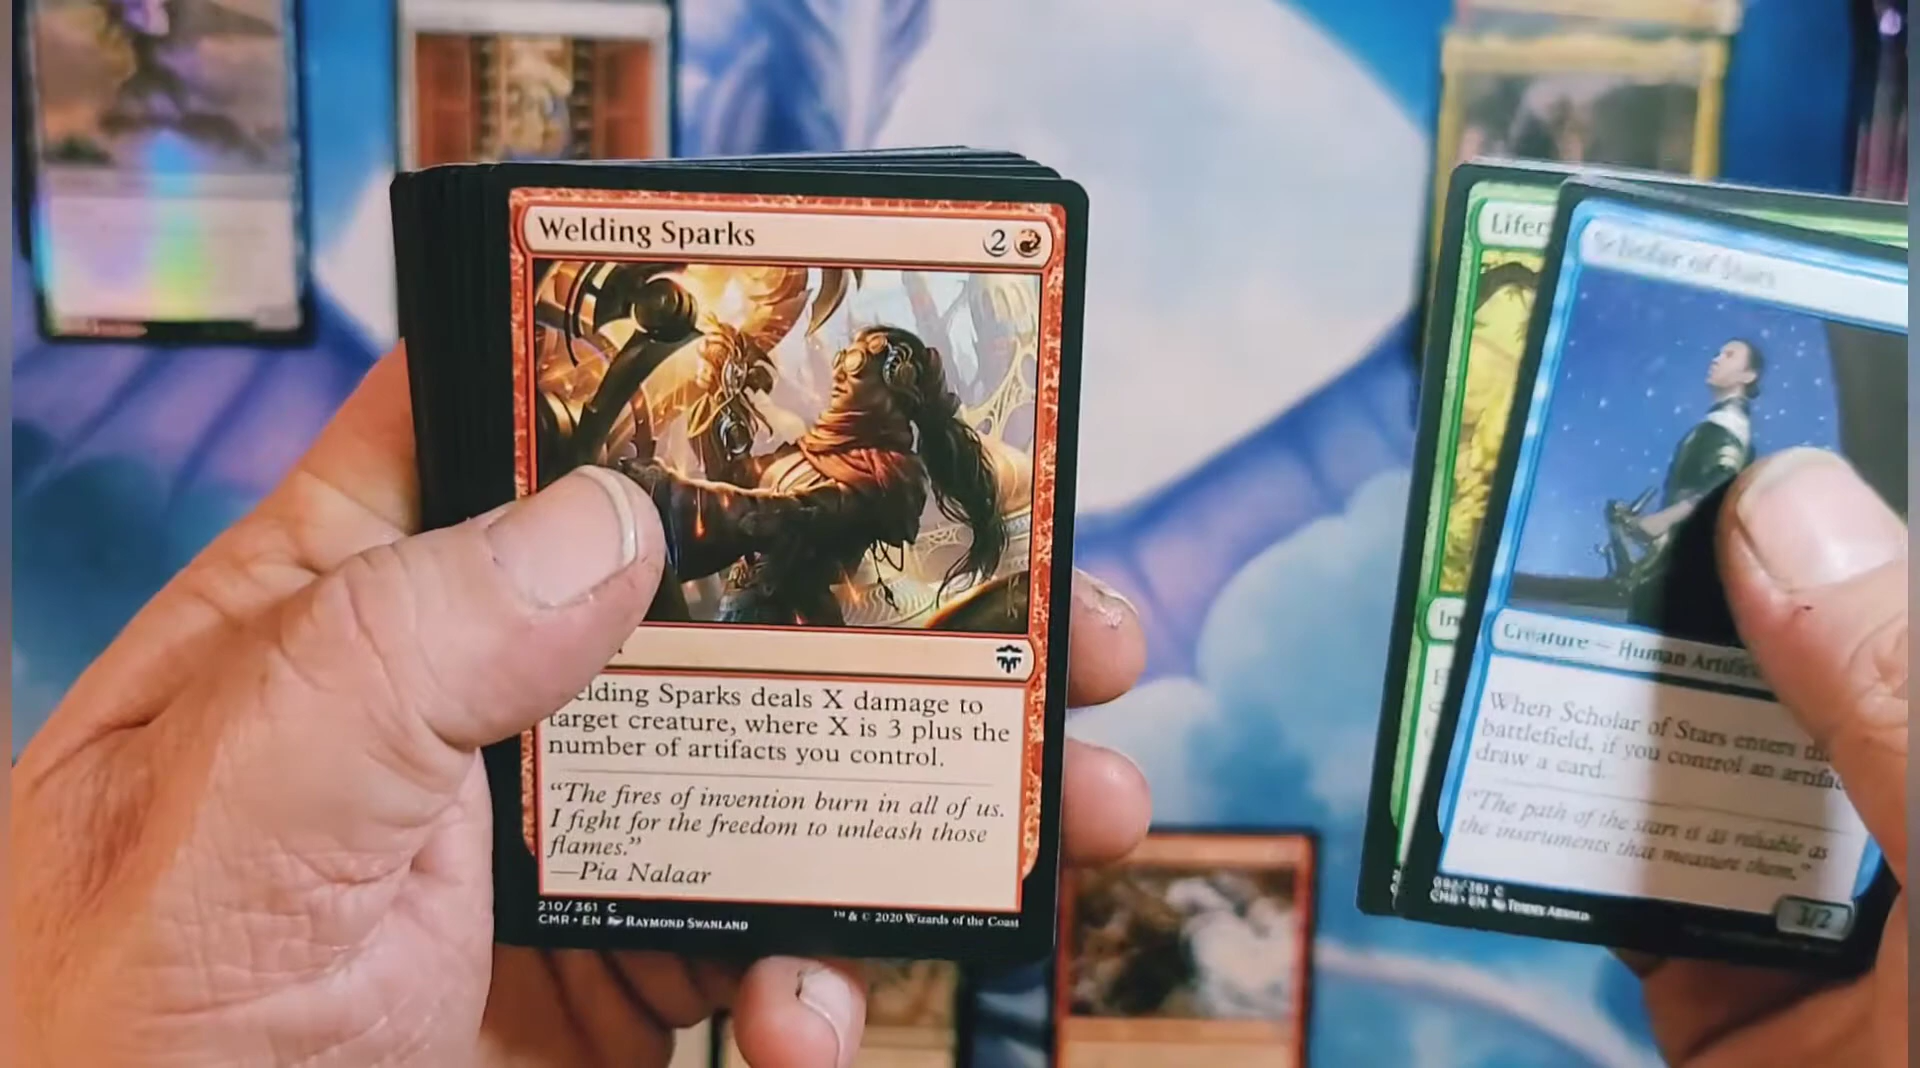 Welding Sparks
2
elding Sparks deals X damage to
target creature, where X is 3 plus the
number of artifacts you control.
“The fires of invention burn in all of us.
I fight for the freedom to unleash those
flames.”
—Pia Nalaar
210/361 C
CMR • EN RAYMOND SWANLAND
™ & © 2020 Wizards of the Coast
Lifec
In
Scholar of Stars
Creature — Human Artific
When Scholar of Stars enters th
battlefield, if you control an artifac
draw a card.
“The path of the stars is as reliable as
the instruments that measure them.”
CMR • EN
3/2